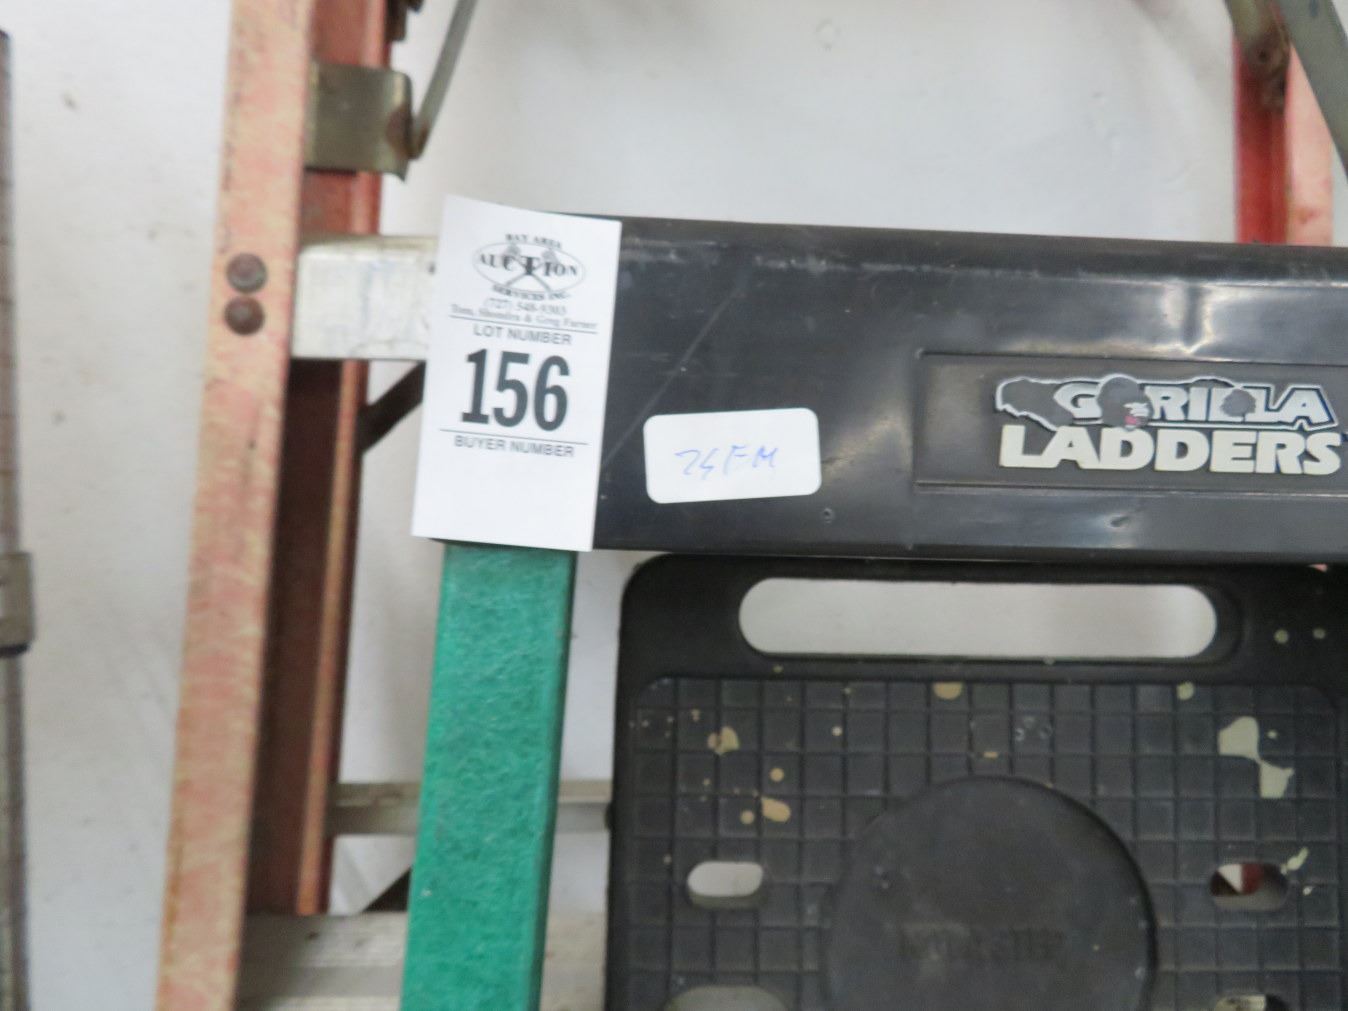 BAY AREA
AUCTION
SERVICES INC.
(727) 548-9303
Tom, Shondra & Greg Farner
LOT NUMBER
156
BUYER NUMBER
GORILLA
LADDERS